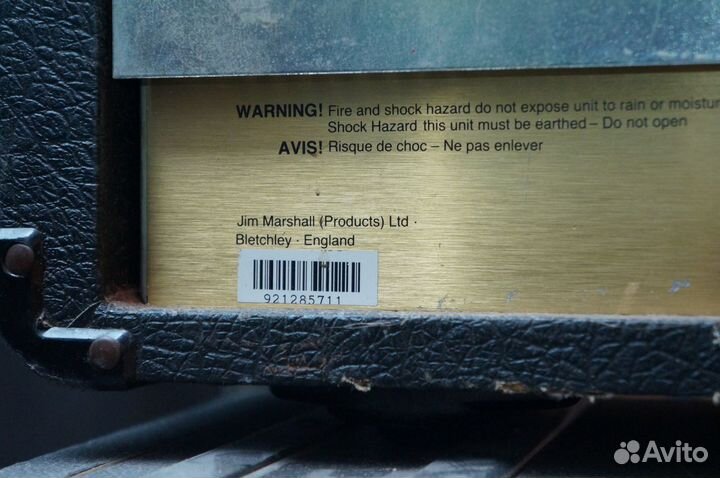 WARNING! Fire and shock hazard do not expose unit to rain or moistur
Shock Hazard this unit must be earthed – Do not open
AVIS! Risque de choc – Ne pas enlever
Jim Marshall (Products) Ltd ·
Bletchley · England
921285711
Avito